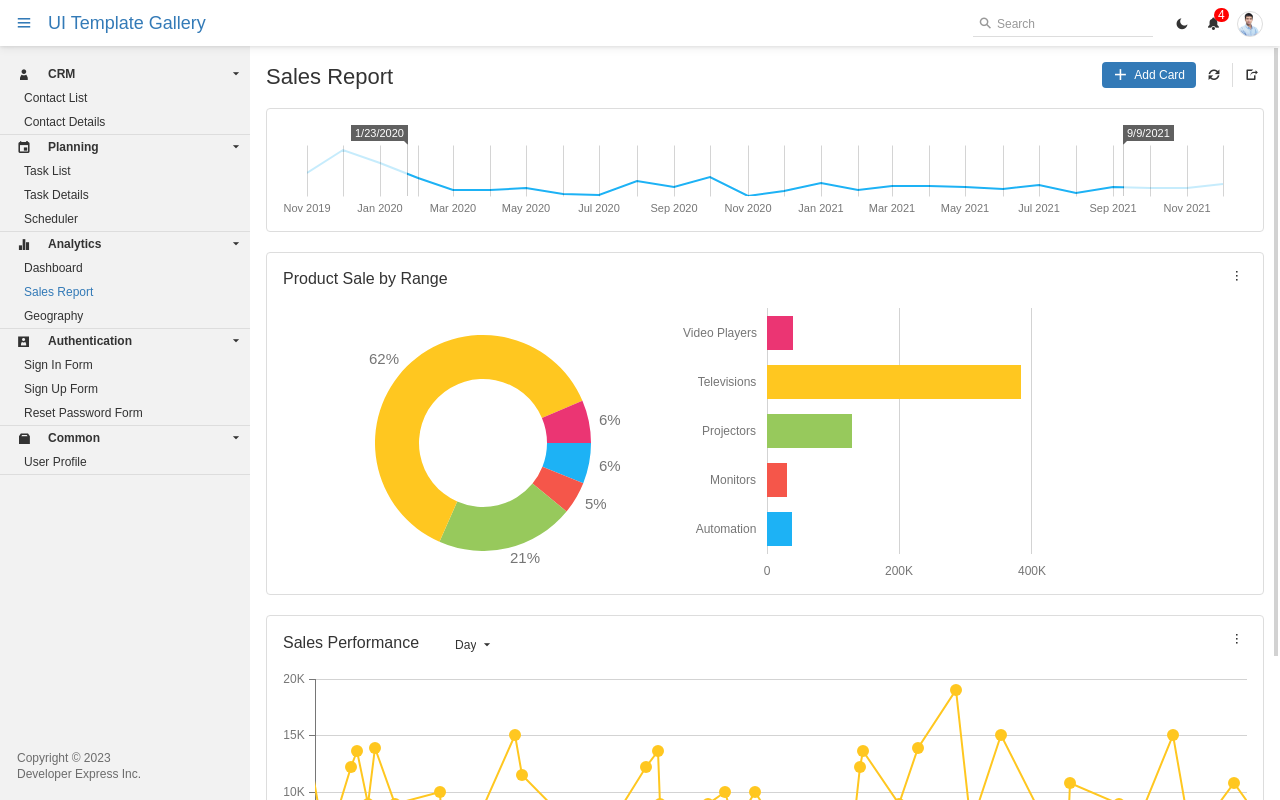 UI Template Gallery
Search
4
CRM
Contact List
Contact Details
Planning
Task List
Task Details
Scheduler
Analytics
Dashboard
Sales Report
Geography
Authentication
Sign In Form
Sign Up Form
Reset Password Form
Common
User Profile
Copyright © 2023
Developer Express Inc.
Sales Report
Add Card
1/23/2020
9/9/2021
Nov 2019 Jan 2020 Mar 2020 May 2020 Jul 2020 Sep 2020 Nov 2020 Jan 2021 Mar 2021 May 2021 Jul 2021 Sep 2021 Nov 2021
Product Sale by Range
62%
6%
6%
5%
21%
Video Players
Televisions
Projectors
Monitors
Automation
0 200K 400K
Sales Performance
Day
20K
15K
10K